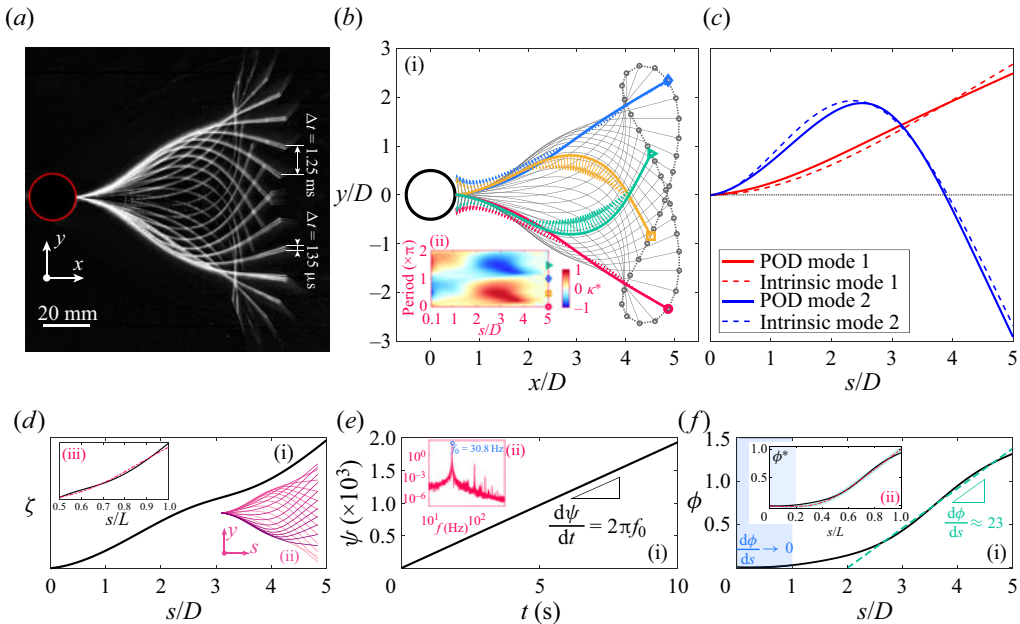 (a)
Δt = 1.25 ms
Δt = 135 μs
y
x
20 mm
(b)
(i)
3
2
1
0
−1
−2
−3
y/D
0
1
2
3
4
5
x/D
(ii)
Period (×π)
2
1
0
0.1
1
2
3
4
5
s/D
1
0
−1
κ*
(c)
POD mode 1
Intrinsic mode 1
POD mode 2
Intrinsic mode 2
0
1
2
3
4
5
s/D
(d)
ζ
0
(i)
(iii)
0.5
0.6
0.7
0.8
0.9
1.0
s/L
y
s
(ii)
0
1
2
3
4
5
s/D
(e)
ψ (×10³)
2.0
1.5
1.0
0.5
(ii)
f₀ = 30.8 Hz
10⁰
10⁻³
10⁻⁶
10¹
10²
f (Hz)
dψ
dt
= 2πf₀
(i)
0
5
10
t (s)
(f)
ϕ
1.5
1.0
0.5
ϕ*
1.0
0.5
0
0
0.2
0.4
0.6
0.8
1.0
s/L
(ii)
dϕ
ds
→ 0
dϕ
ds
≈ 23
(i)
0
1
2
3
4
5
s/D